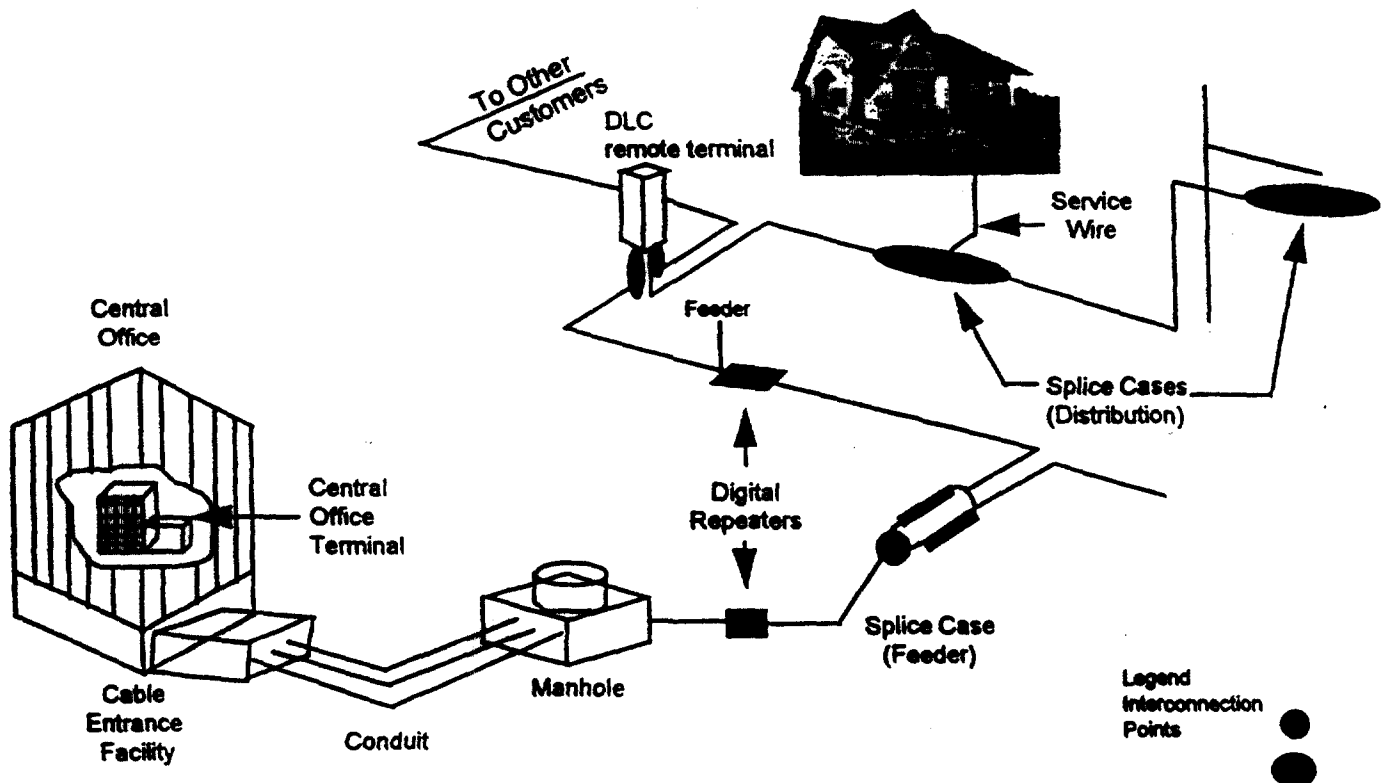 To Other
Customers
DLC
remote terminal
Service
Wire
Central
Office
Feeder
Splice Cases
(Distribution)
Central
Office
Terminal
Digital
Repeaters
Splice Case
(Feeder)
Manhole
Cable
Entrance
Facility
Conduit
Legend
Interconnection
Points